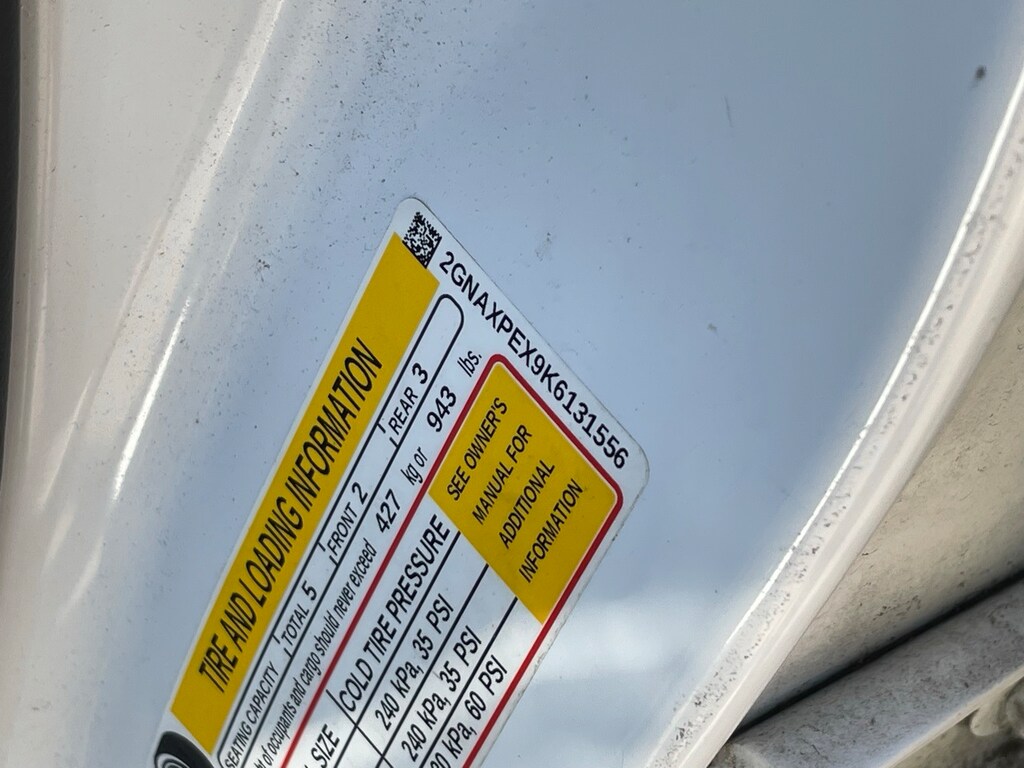 2GNAXPEX9K6131556
TIRE AND LOADING INFORMATION
SEATING CAPACITY TOTAL 5 FRONT 2 REAR 3
of occupants and cargo should never exceed 427 kg or 943 lbs.
SIZE COLD TIRE PRESSURE
240 kPa, 35 PSI
240 kPa, 35 PSI
20 kPa, 60 PSI
SEE OWNER'S
MANUAL FOR
ADDITIONAL
INFORMATION